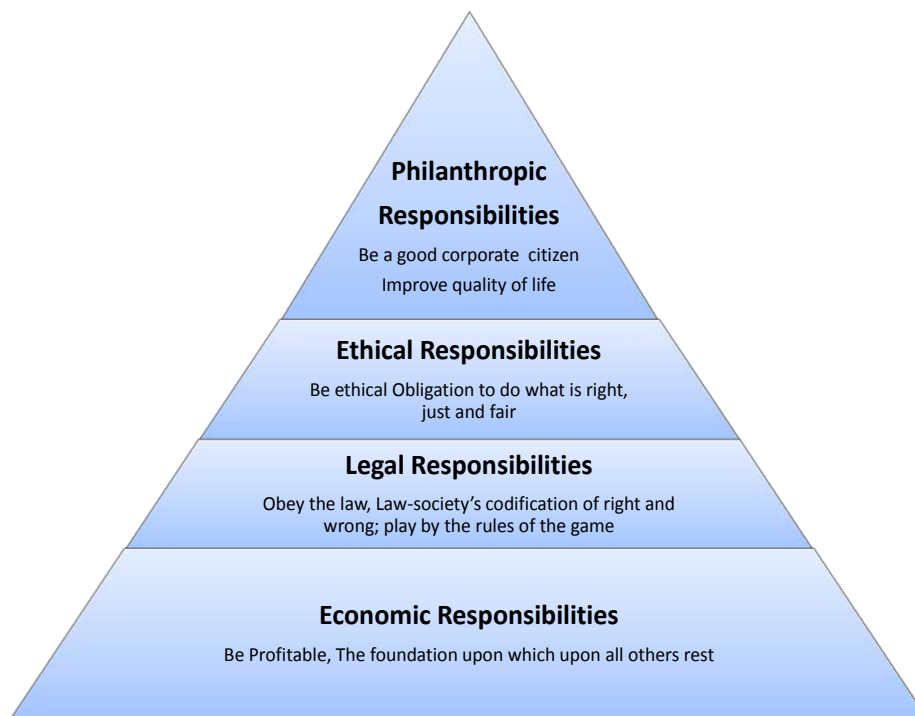 Philanthropic
Responsibilities
Be a good corporate citizen
Improve quality of life
Ethical Responsibilities
Be ethical Obligation to do what is right,
just and fair
Legal Responsibilities
Obey the law, Law-society's codification of right and
wrong; play by the rules of the game
Economic Responsibilities
Be Profitable, The foundation upon which upon all others rest